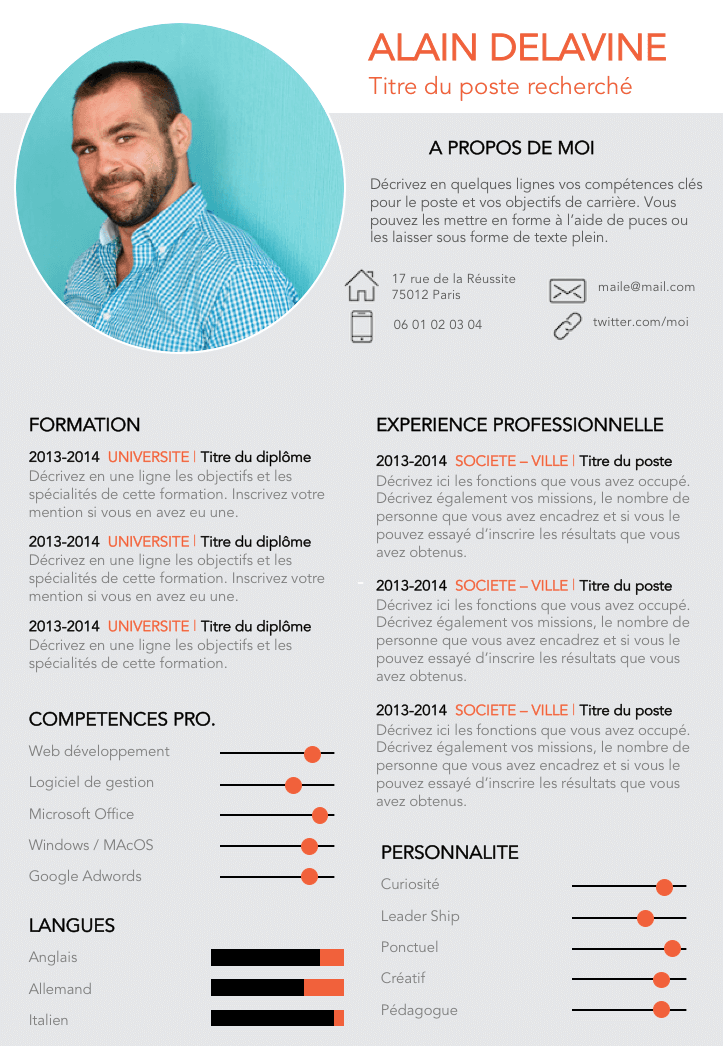 ALAIN DELAVINE
Titre du poste recherché
A PROPOS DE MOI
Décrivez en quelques lignes vos compétences clés
pour le poste et vos objectifs de carrière. Vous
pouvez les mettre en forme à l’aide de puces ou
les laisser sous forme de texte plein.
17 rue de la Réussite
75012 Paris
maile@mail.com
06 01 02 03 04
twitter.com/moi
FORMATION
2013-2014 UNIVERSITE | Titre du diplôme
Décrivez en une ligne les objectifs et les
spécialités de cette formation. Inscrivez votre
mention si vous en avez eu une.
2013-2014 UNIVERSITE | Titre du diplôme
Décrivez en une ligne les objectifs et les
spécialités de cette formation. Inscrivez votre
mention si vous en avez eu une.
2013-2014 UNIVERSITE | Titre du diplôme
Décrivez en une ligne les objectifs et les
spécialités de cette formation.
COMPETENCES PRO.
Web développement
Logiciel de gestion
Microsoft Office
Windows / MAcOS
Google Adwords
LANGUES
Anglais
Allemand
Italien
EXPERIENCE PROFESSIONNELLE
2013-2014 SOCIETE – VILLE | Titre du poste
Décrivez ici les fonctions que vous avez occupé.
Décrivez également vos missions, le nombre de
personne que vous avez encadrez et si vous le
pouvez essayé d’inscrire les résultats que vous
avez obtenus.
2013-2014 SOCIETE – VILLE | Titre du poste
Décrivez ici les fonctions que vous avez occupé.
Décrivez également vos missions, le nombre de
personne que vous avez encadrez et si vous le
pouvez essayé d’inscrire les résultats que vous
avez obtenus.
2013-2014 SOCIETE – VILLE | Titre du poste
Décrivez ici les fonctions que vous avez occupé.
Décrivez également vos missions, le nombre de
personne que vous avez encadrez et si vous le
pouvez essayé d’inscrire les résultats que vous
avez obtenus.
PERSONNALITE
Curiosité
Leader Ship
Ponctuel
Créatif
Pédagogue